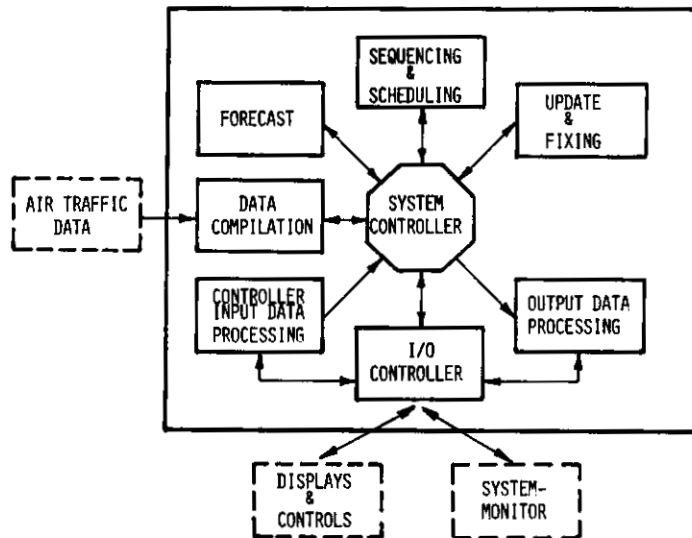 SEQUENCING
&
SCHEDULING
FORECAST
UPDATE
&
FIXING
AIR TRAFFIC
DATA
DATA
COMPILATION
SYSTEM
CONTROLLER
CONTROLLER
INPUT DATA
PROCESSING
OUTPUT DATA
PROCESSING
I/O
CONTROLLER
DISPLAYS
&
CONTROLS
SYSTEM-
MONITOR